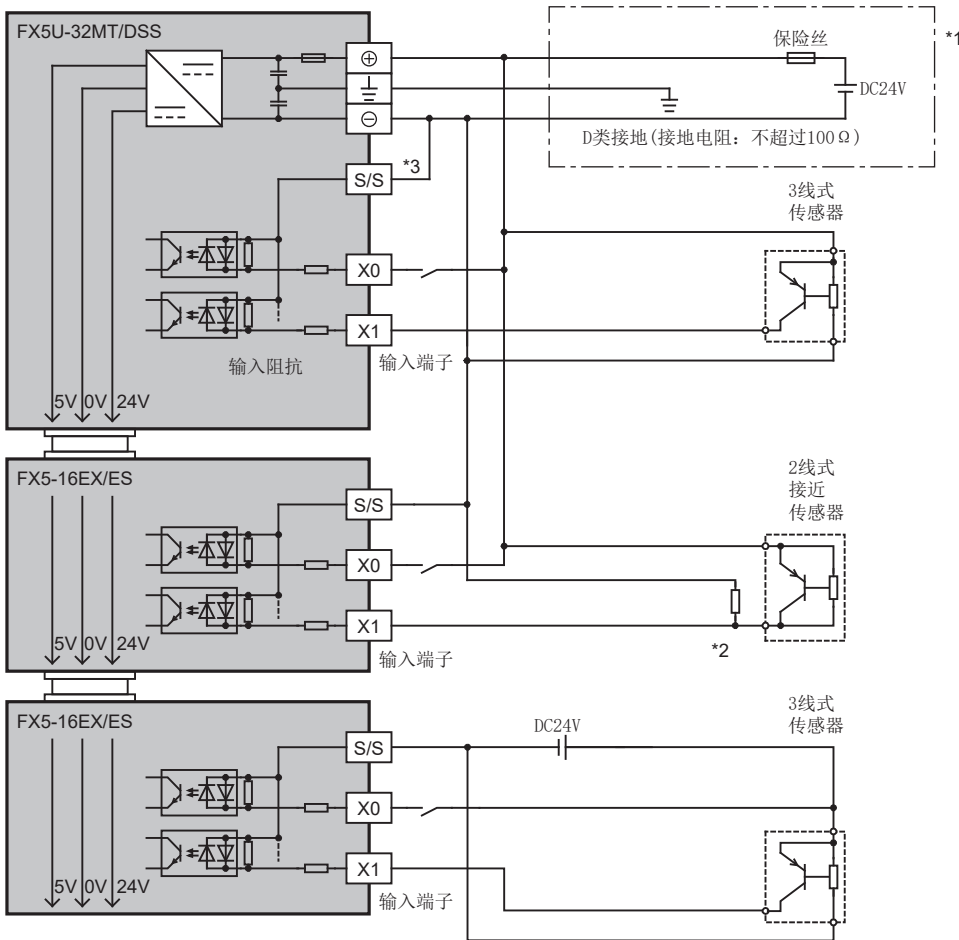 FX5U-32MT/DSS
保险丝
*1
DC24V
D类接地(接地电阻：不超过100Ω)
S/S
*3
3线式
传感器
X0
X1
输入阻抗
输入端子
5V 0V 24V
FX5-16EX/ES
S/S
2线式
接近
传感器
X0
X1
*2
5V 0V 24V
输入端子
FX5-16EX/ES
DC24V
3线式
传感器
S/S
X0
X1
5V 0V 24V
输入端子